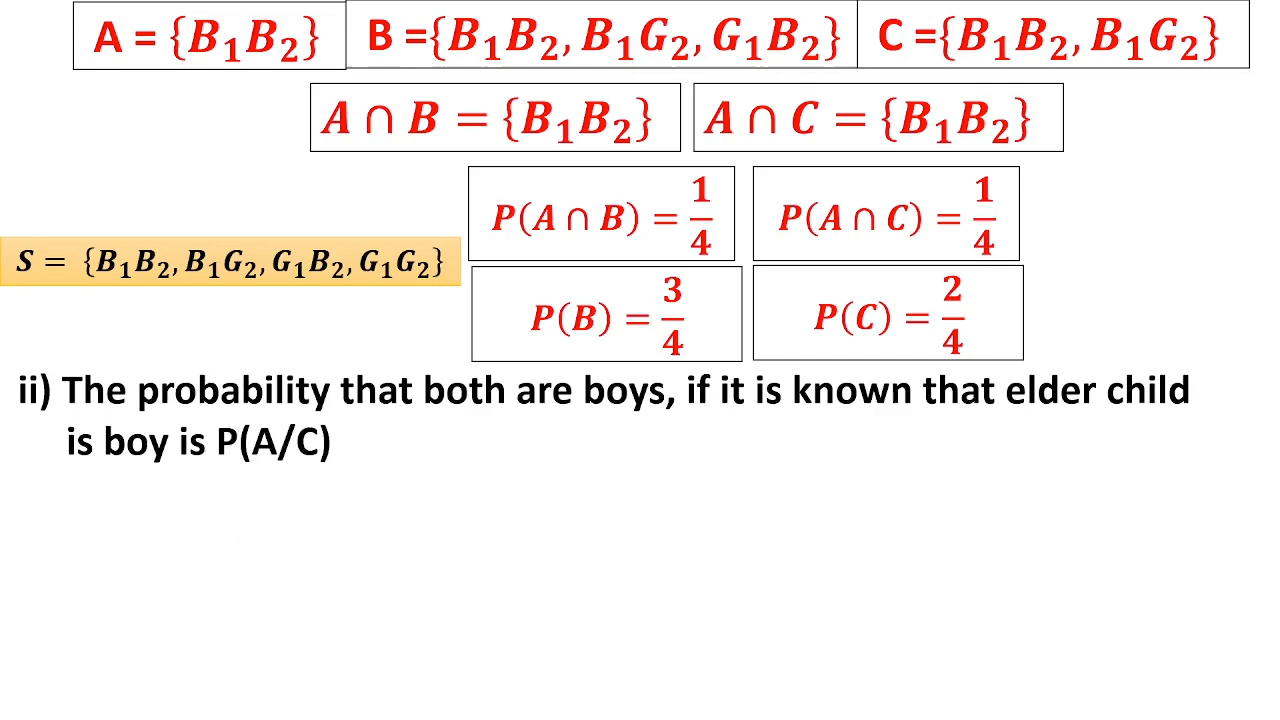 A = {B₁B₂} B ={B₁B₂, B₁G₂, G₁B₂} C ={B₁B₂, B₁G₂}
A ∩ B = {B₁B₂} A ∩ C = {B₁B₂}
P(A ∩ B) = 1/4 P(A ∩ C) = 1/4
S = {B₁B₂, B₁G₂, G₁B₂, G₁G₂}
P(B) = 3/4 P(C) = 2/4
ii) The probability that both are boys, if it is known that elder child
is boy is P(A/C)